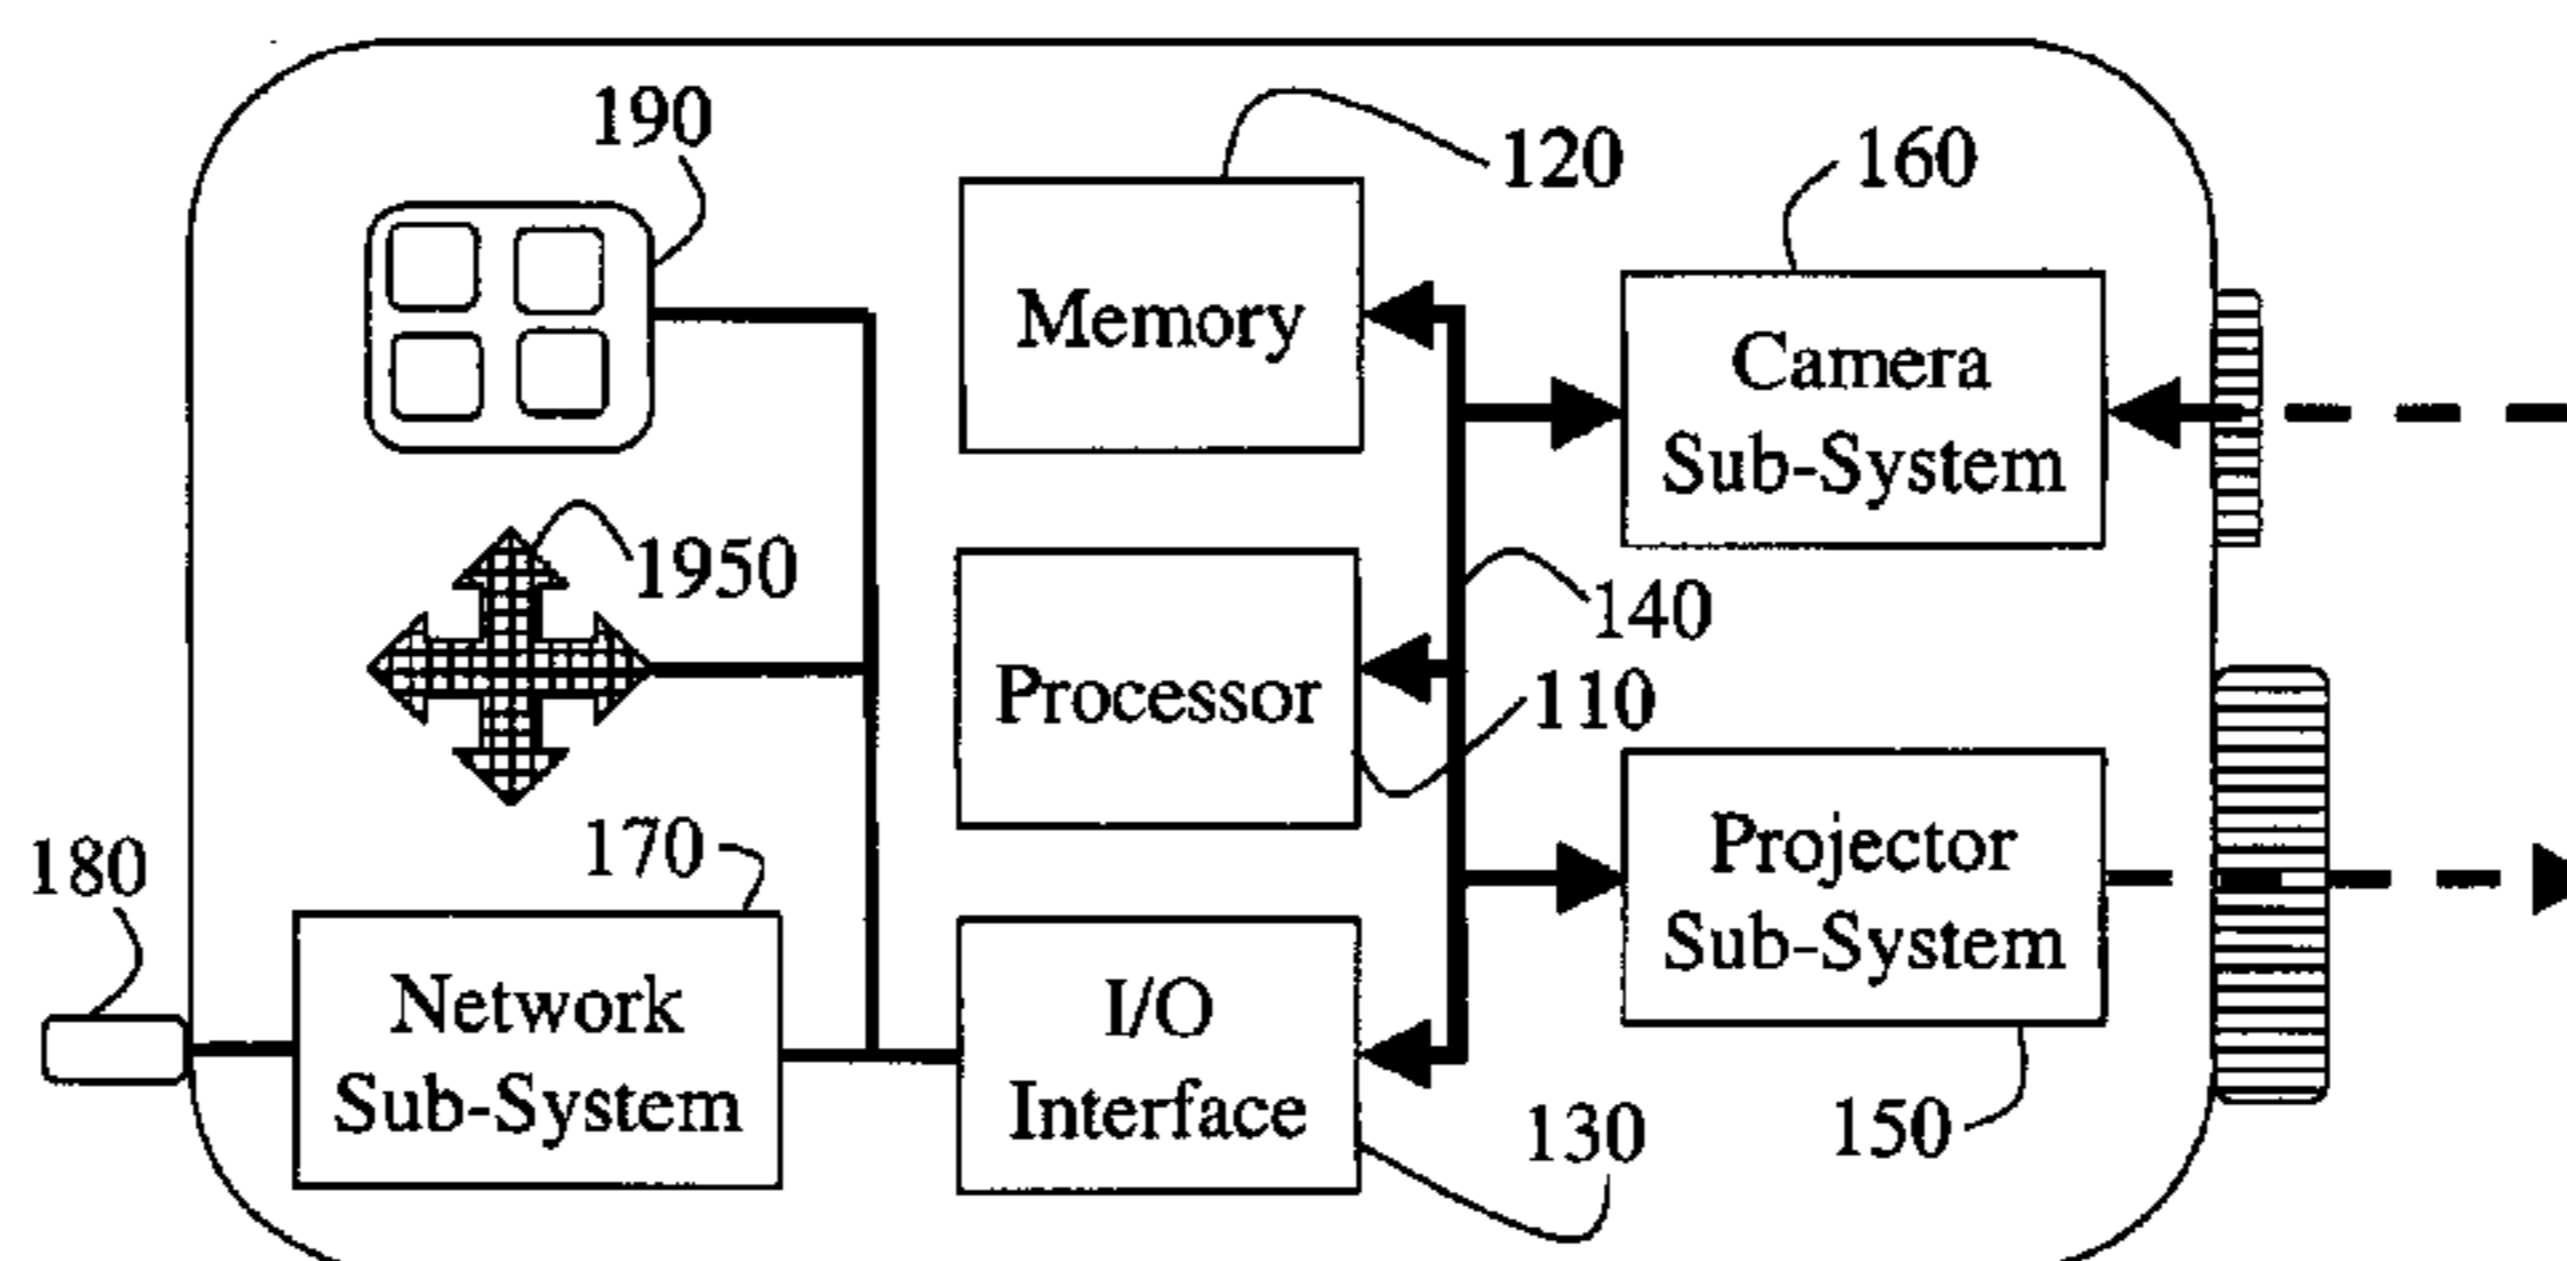 190
120
160
Memory
Camera
Sub-System
1950
140
Processor
110
170
180
Projector
Sub-System
Network
Sub-System
I/O
Interface
130
150